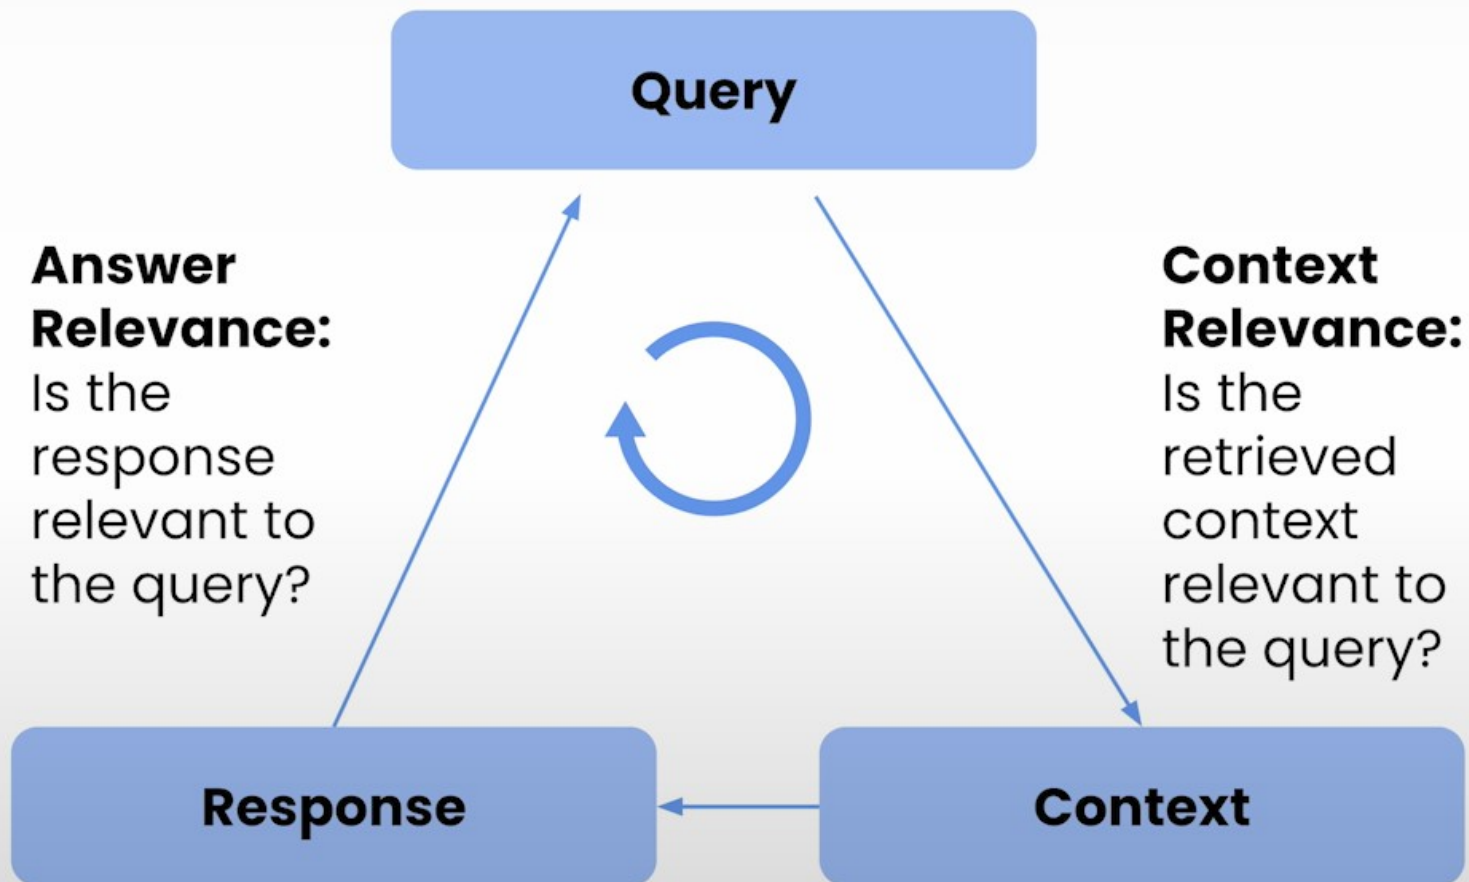 Query
Answer
Relevance:
Is the
response
relevant to
the query?
Context
Relevance:
Is the
retrieved
context
relevant to
the query?
Response
Context